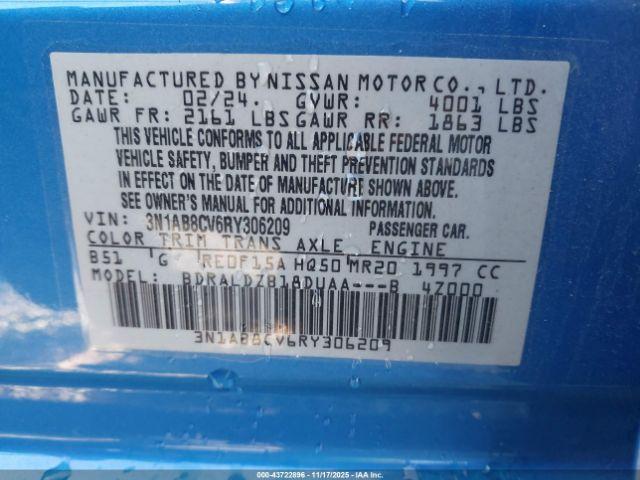 MANUFACTURED BY NISSAN MOTOR CO., LTD.
DATE: 02/24. GVWR: 4001 LBS
GAWR FR: 2161 LBS GAWR RR: 1863 LBS
THIS VEHICLE CONFORMS TO ALL APPLICABLE FEDERAL MOTOR
VEHICLE SAFETY, BUMPER AND THEFT PREVENTION STANDARDS
IN EFFECT ON THE DATE OF MANUFACTURE SHOWN ABOVE.
SEE OWNER'S MANUAL FOR ADDITIONAL INFORMATION.
VIN: 3N1AB8CV6RY306209 PASSENGER CAR.
COLOR TRIM TRANS AXLE ENGINE
B51 G RE0F15A HQ50 MR20 1997 CC
MODEL: BDRALDZB18DUAA---B 4Z000
3N1AB8CV6RY306209
000-43722896 - 11/17/2025 - IAA, Inc.